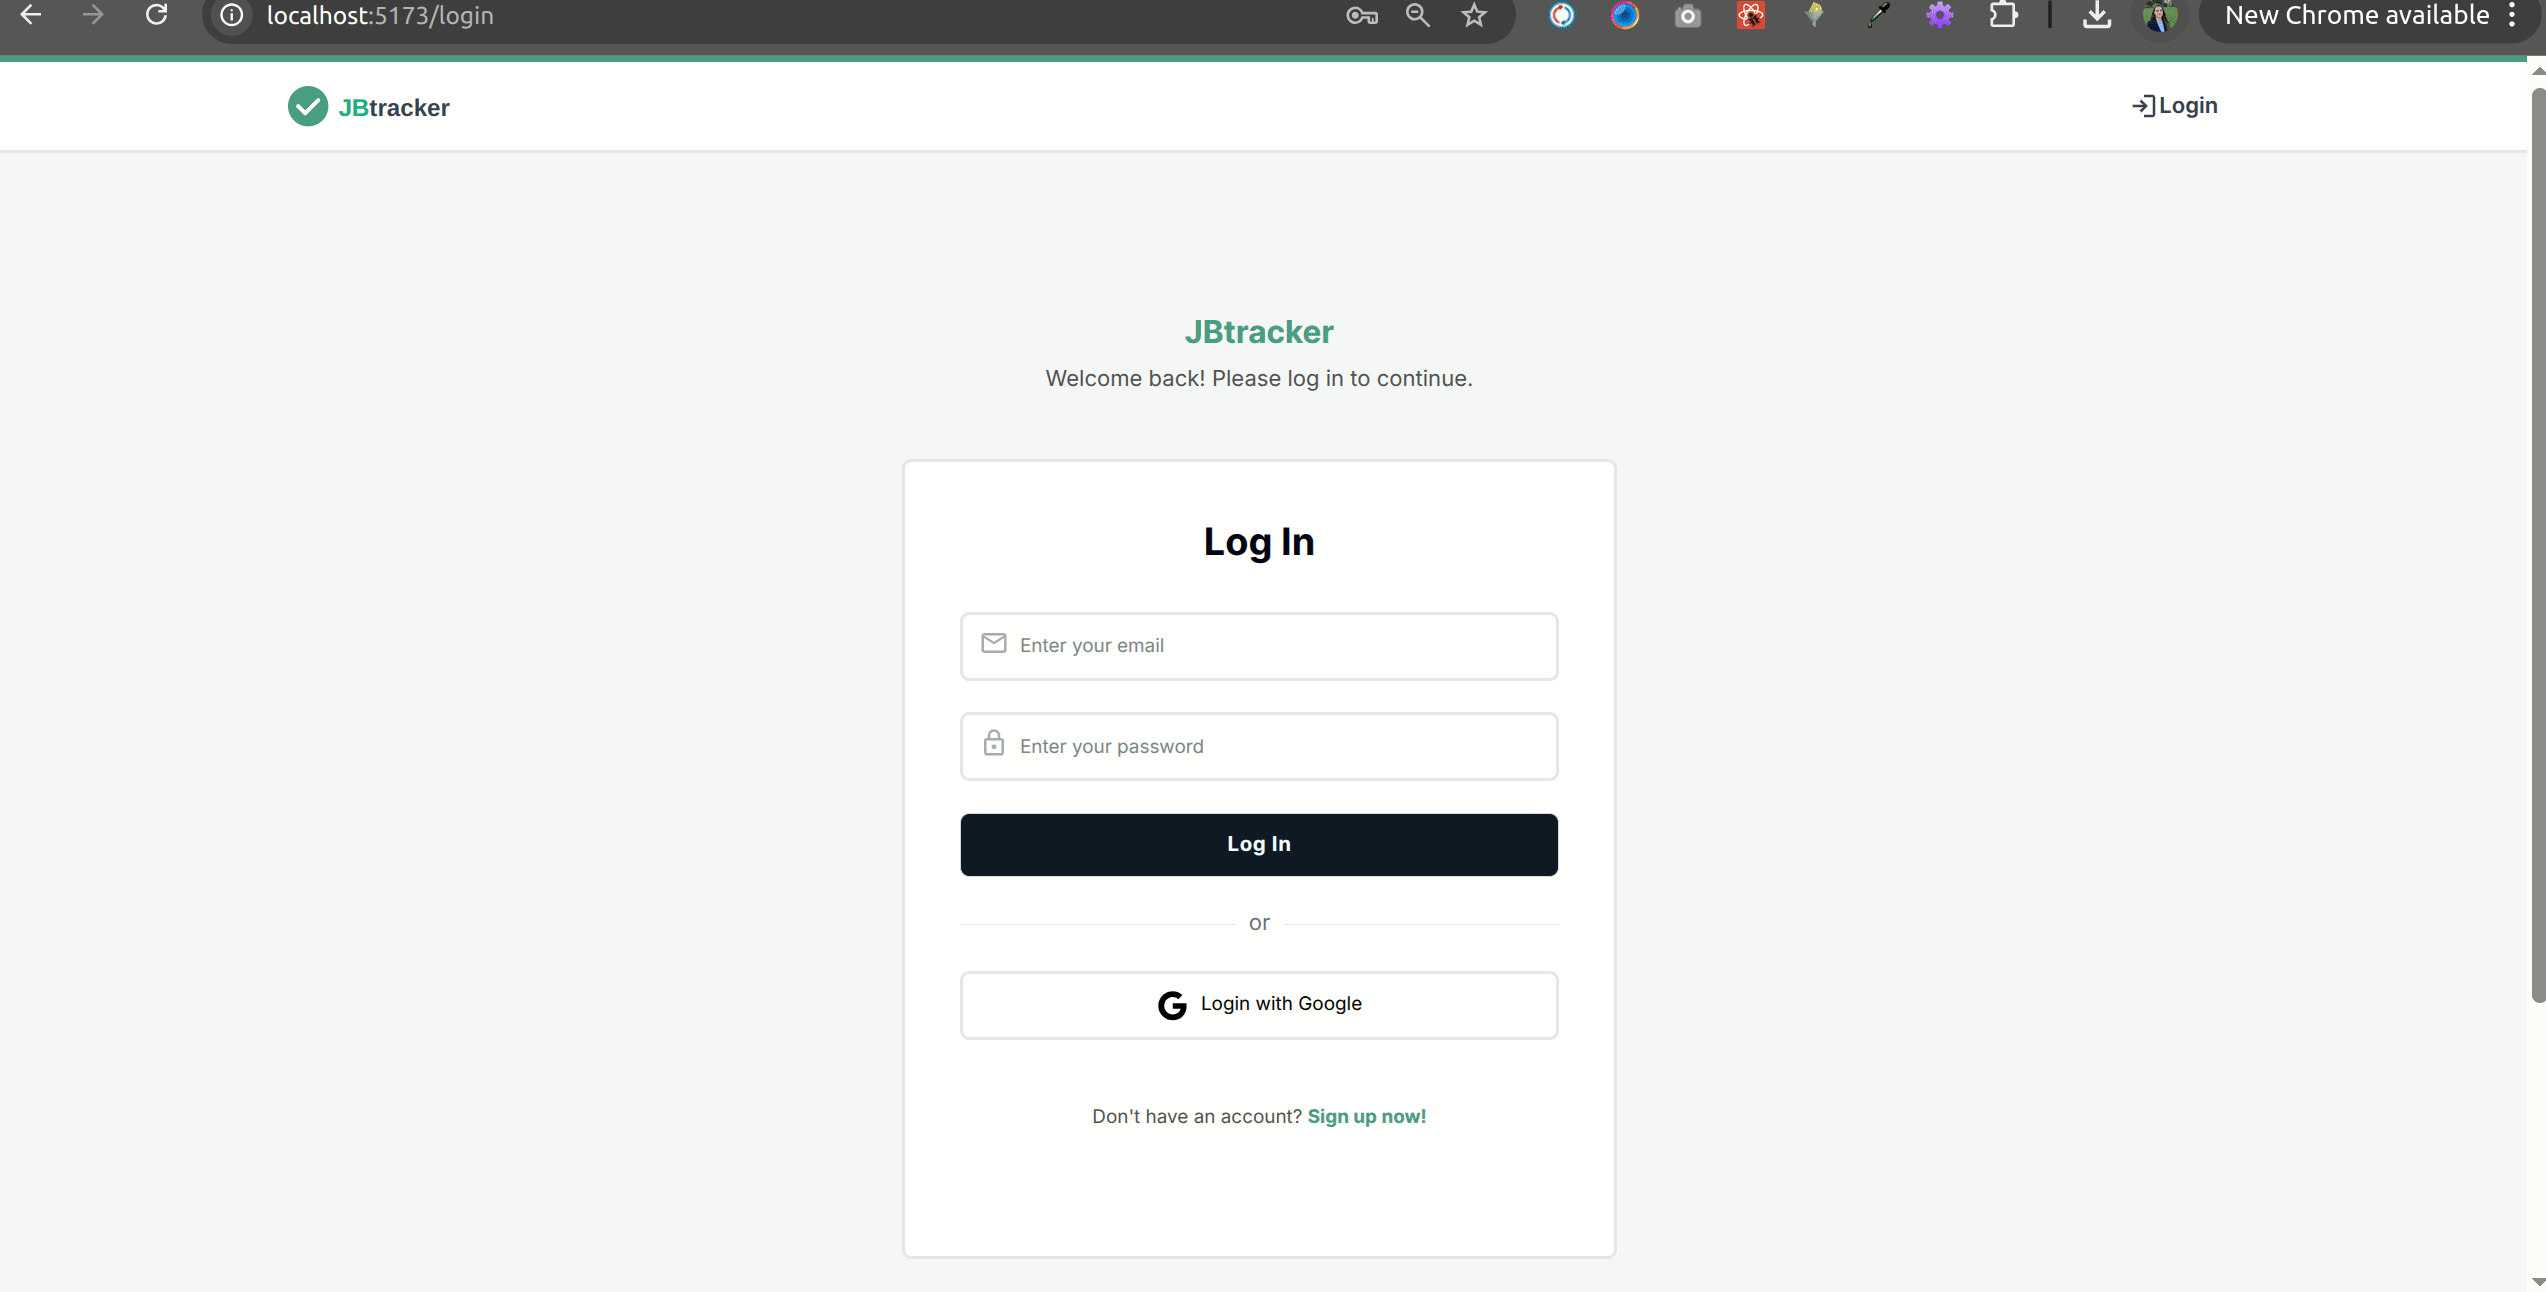 localhost:5173/login
New Chrome available
JBtracker
Login
JBtracker
Welcome back! Please log in to continue.
Log In
Enter your email
Enter your password
Log In
or
Login with Google
Don't have an account? Sign up now!